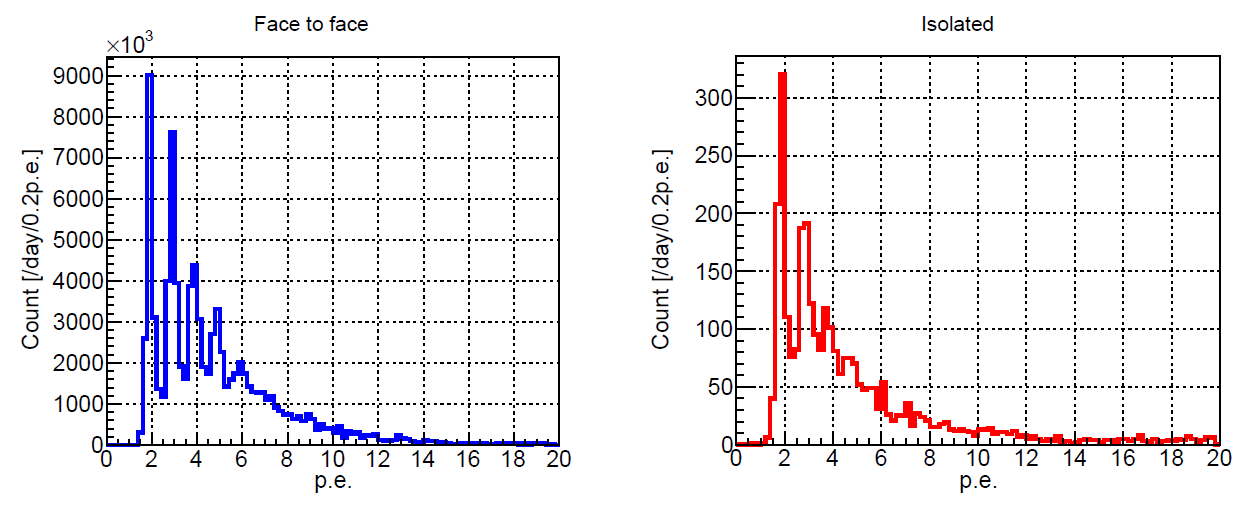 Face to face
×10³
9000
8000
7000
6000
5000
4000
3000
2000
1000
0
Count [/day/0.2p.e.]
0 2 4 6 8 10 12 14 16 18 20
p.e.
Isolated
300
250
200
150
100
50
0
Count [/day/0.2p.e.]
0 2 4 6 8 10 12 14 16 18 20
p.e.